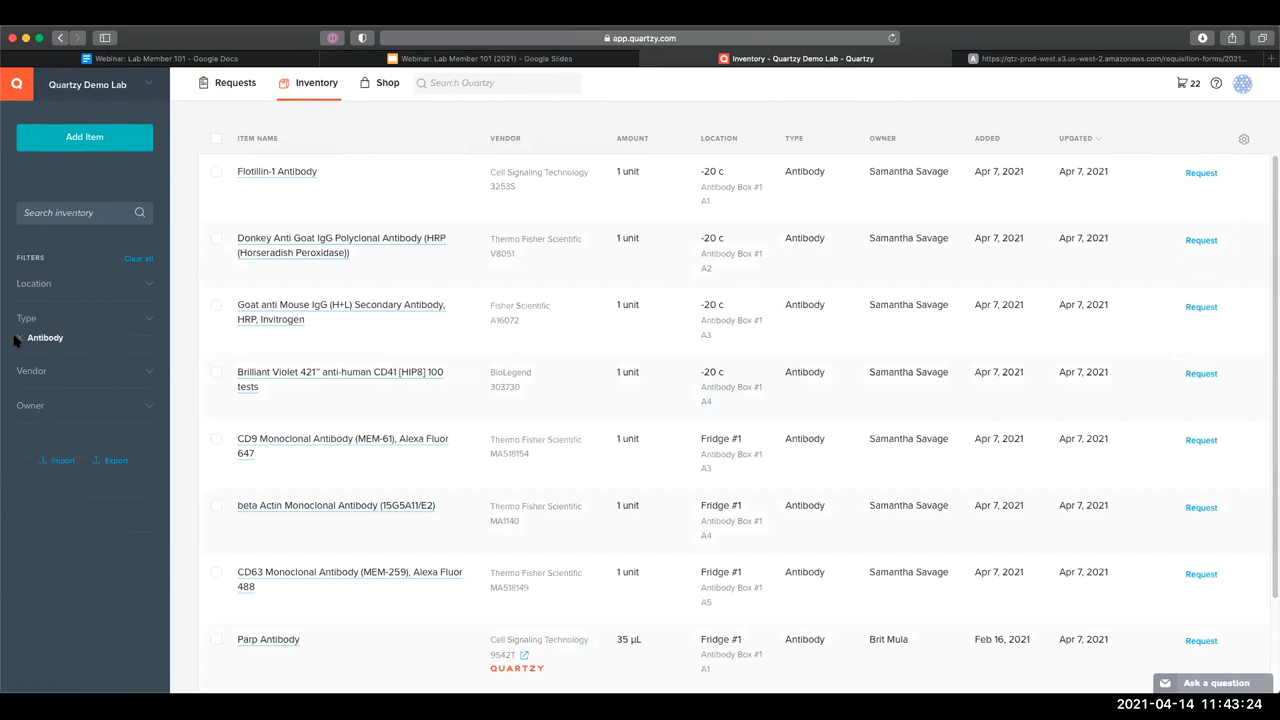 app.quartzy.com
Webinar: Lab Member 101 - Google Docs
Webinar: Lab Member 101 (2021) - Google Slides
Inventory - Quartzy Demo Lab - Quartzy
https://qtz-prod-west.s3.us-west-2.amazonaws.com/requisition-forms/2021...
Q
Quartzy Demo Lab
Requests
Inventory
Shop
Search Quartzy
22
Add Item
Search inventory
FILTERS
Clear all
Location
Type
Antibody
Vendor
Owner
Import
Export
ITEM NAME VENDOR AMOUNT LOCATION TYPE OWNER ADDED UPDATED
Flotillin-1 Antibody Cell Signaling Technology 1 unit -20 c Antibody Samantha Savage Apr 7, 2021 Apr 7, 2021 Request
3253S Antibody Box #1
A1
Donkey Anti Goat IgG Polyclonal Antibody (HRP Thermo Fisher Scientific 1 unit -20 c Antibody Samantha Savage Apr 7, 2021 Apr 7, 2021 Request
(Horseradish Peroxidase)) V8051 Antibody Box #1
A2
Goat anti Mouse IgG (H+L) Secondary Antibody, Fisher Scientific 1 unit -20 c Antibody Samantha Savage Apr 7, 2021 Apr 7, 2021 Request
HRP, Invitrogen A16072 Antibody Box #1
A3
Brilliant Violet 421™ anti-human CD41 [HIP8] 100 BioLegend 1 unit -20 c Antibody Samantha Savage Apr 7, 2021 Apr 7, 2021 Request
tests 303730 Antibody Box #1
A4
CD9 Monoclonal Antibody (MEM-61), Alexa Fluor Thermo Fisher Scientific 1 unit Fridge #1 Antibody Samantha Savage Apr 7, 2021 Apr 7, 2021 Request
647 MA518154 Antibody Box #1
A3
beta Actin Monoclonal Antibody (15G5A11/E2) Thermo Fisher Scientific 1 unit Fridge #1 Antibody Samantha Savage Apr 7, 2021 Apr 7, 2021 Request
MA1140 Antibody Box #1
A4
CD63 Monoclonal Antibody (MEM-259), Alexa Fluor Thermo Fisher Scientific 1 unit Fridge #1 Antibody Samantha Savage Apr 7, 2021 Apr 7, 2021 Request
488 MA518149 Antibody Box #1
A5
Parp Antibody Cell Signaling Technology 35 µL Fridge #1 Antibody Brit Mula Feb 16, 2021 Apr 7, 2021 Request
9542T Antibody Box #1
QUARTZY A1
Ask a question
2021-04-14 11:43:24